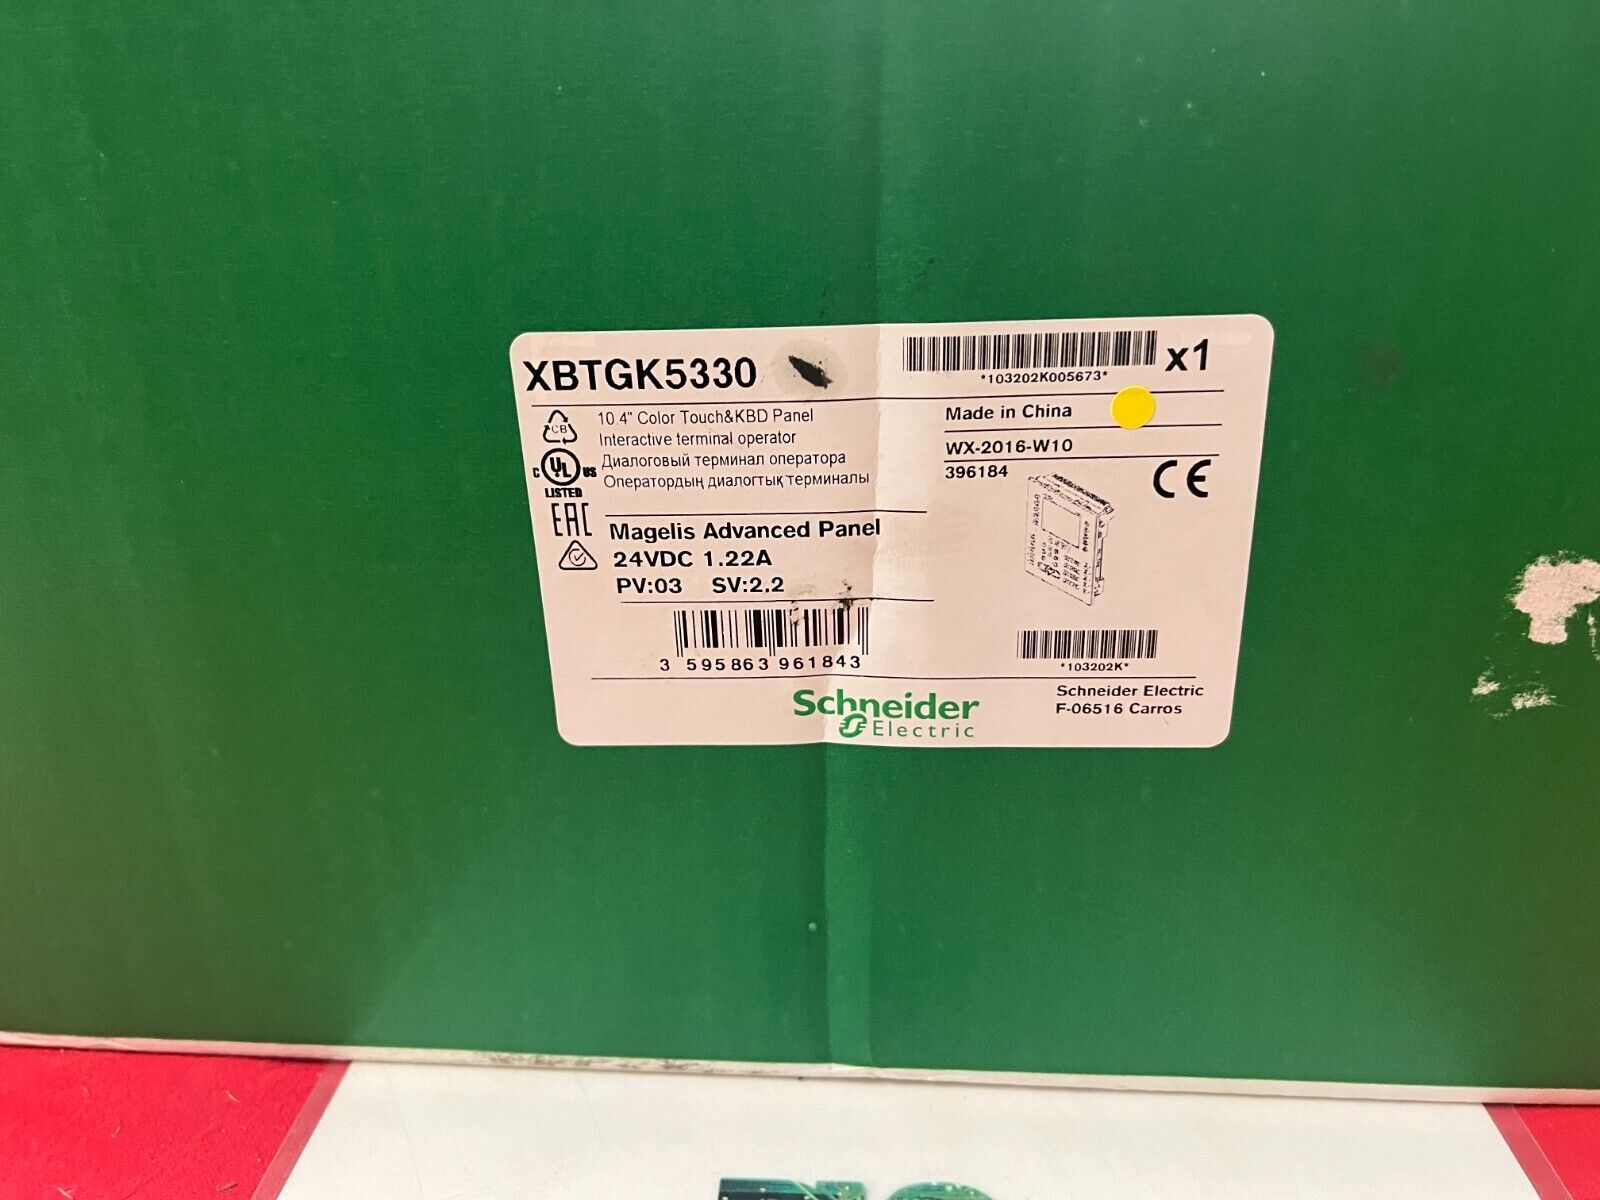 XBTGK5330
*103202K005673*
x1
10.4" Color Touch&KBD Panel
Interactive terminal operator
Диалоговый терминал оператора
Оператордың диалогтық терминалы
CB
C UL US
LISTED
EAC
Made in China
WX-2016-W10
396184
CE
Magelis Advanced Panel
24VDC 1.22A
PV:03 SV:2.2
3 595863 961843
*103202K*
Schneider
Electric
Schneider Electric
F-06516 Carros